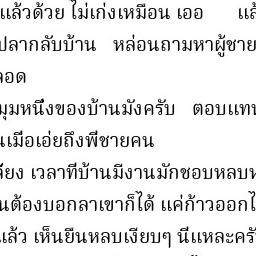 แล้วด้วย ไม่เก่งเหมือน เออ แล้
ปลากลับบ้าน หล่อนถามหาผู้ชาย
ลอด
มุมหนึ่งของบ้านมังครับ ตอบแทน
นเมื่อเอ่ยถึงพี่ชายคน
ลี่ยง เวลาที่บ้านมีงานมักชอบหลบห
นต้องบอกลาเขาก็ได้ แค่ก้าวออกไ
แล้ว เห็นยืนหลบเงียบๆ นี่แหละครั